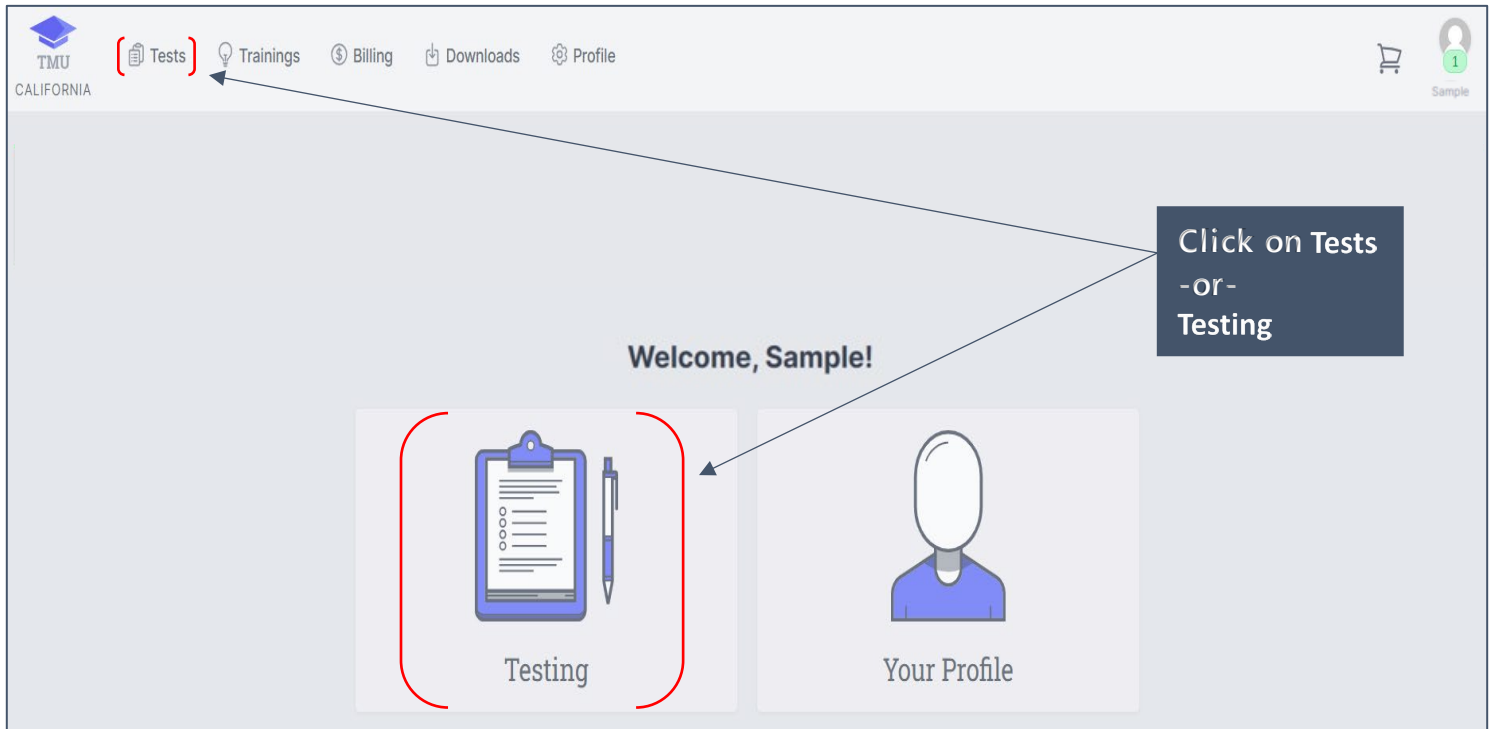 TMU
CALIFORNIA
Tests
Trainings
$ Billing
Downloads
Profile
1
Sample
Click on Tests
-or-
Testing
Welcome, Sample!
Testing
Your Profile